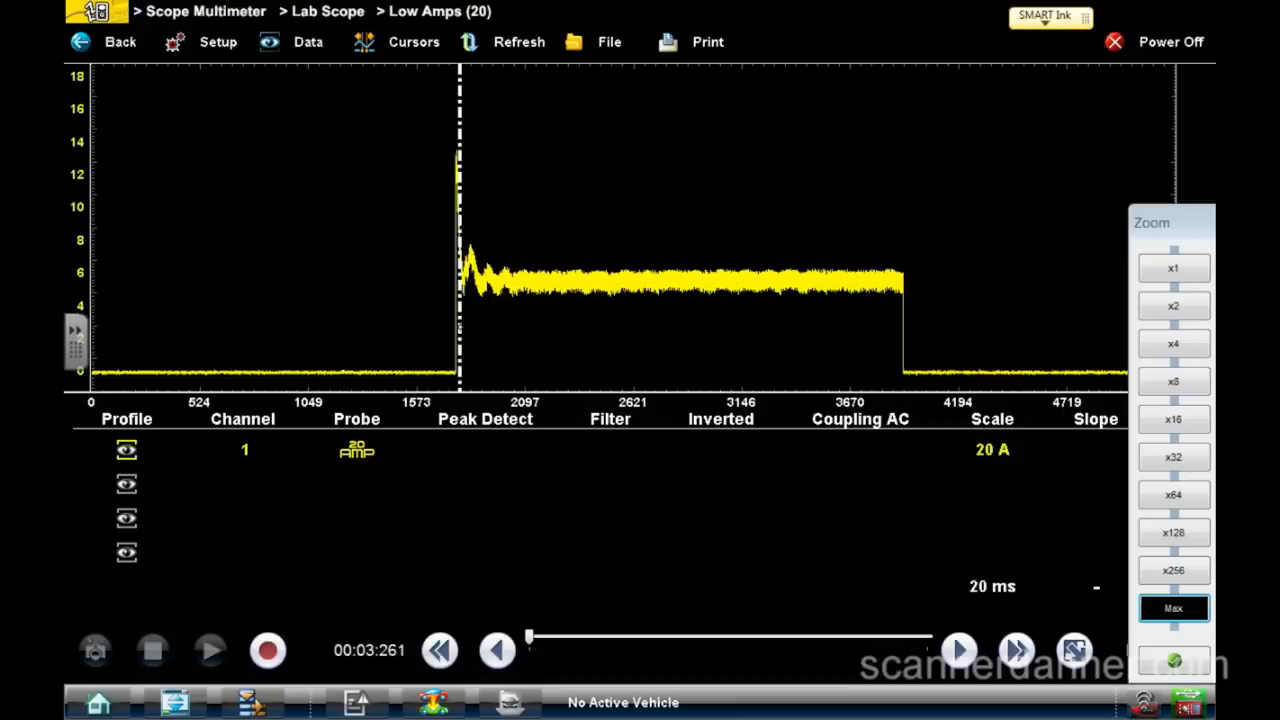 > Scope Multimeter > Lab Scope > Low Amps (20)
SMART Ink
Back Setup Data Cursors Refresh File Print Power Off
18
16
14
12
10
8
6
4
2
0
Zoom
x1
x2
x4
x8
x16
x32
x64
x128
x256
Max
0 524 1049 1573 2097 2621 3146 3670 4194 4719
Profile Channel Probe Peak Detect Filter Inverted Coupling AC Scale Slope
1 20 AMP 20 A
20 ms -
00:03:261
scannerdanner.com
No Active Vehicle